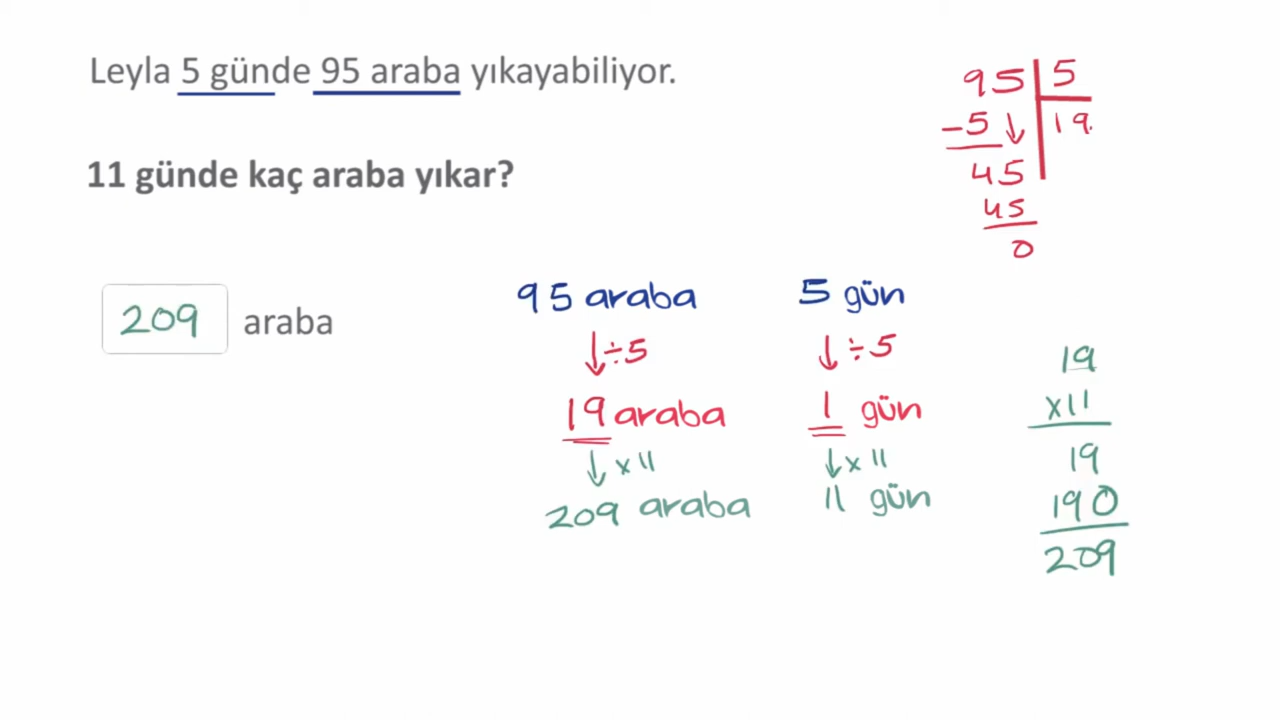 Leyla 5 günde 95 araba yıkayabiliyor.
11 günde kaç araba yıkar?
209 araba
95 5
-5 19
45
45
0
95 araba 5 gün
÷5 ÷5
19 araba 1 gün
x 11 x 11
209 araba 11 gün
19
x11
19
190
209